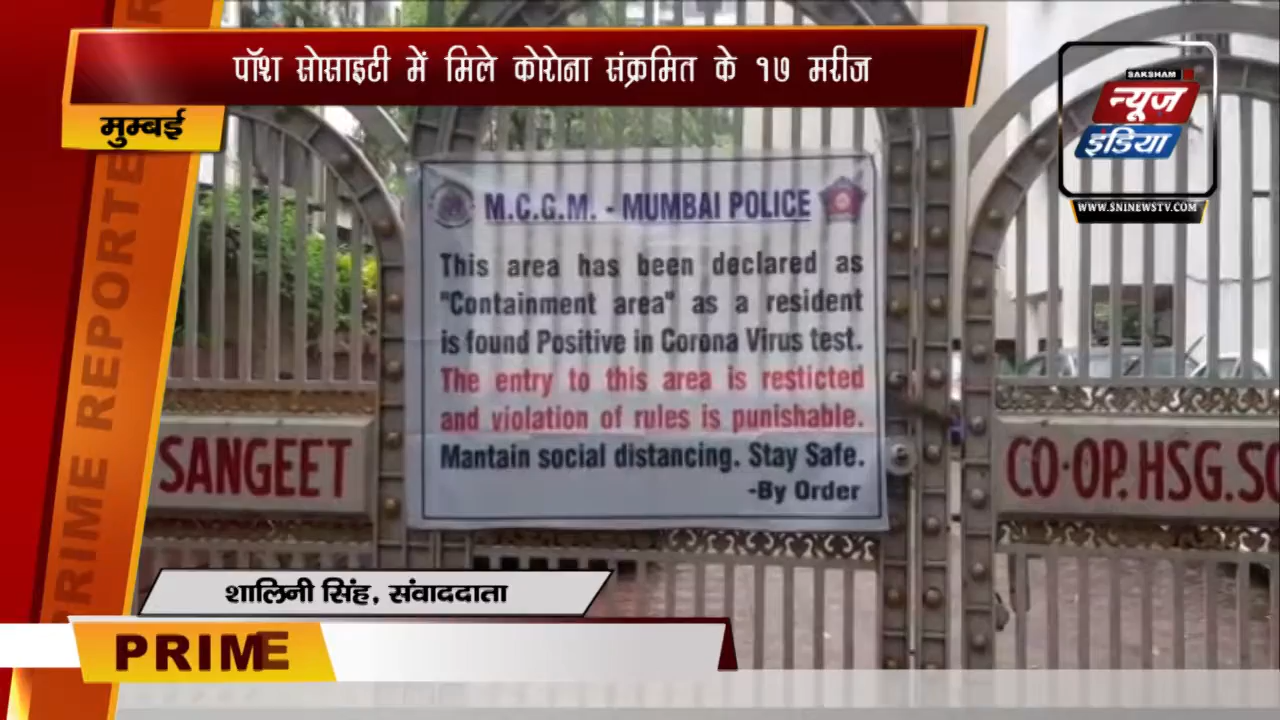 पॉश सोसाइटी में मिले कोरोना संक्रमित के १७ मरीज
मुम्बई
SAKSHAM
न्यूज़
इंडिया
WWW.SNINEWSTV.COM
PRIME REPORTE
M.C.G.M. - MUMBAI POLICE
This area has been declared as
"Containment area" as a resident
is found Positive in Corona Virus test.
The entry to this area is resticted
and violation of rules is punishable.
Mantain social distancing. Stay Safe.
-By Order
SANGEET
CO-OP. HSG. SO
शालिनी सिंह, संवाददाता
PRIME